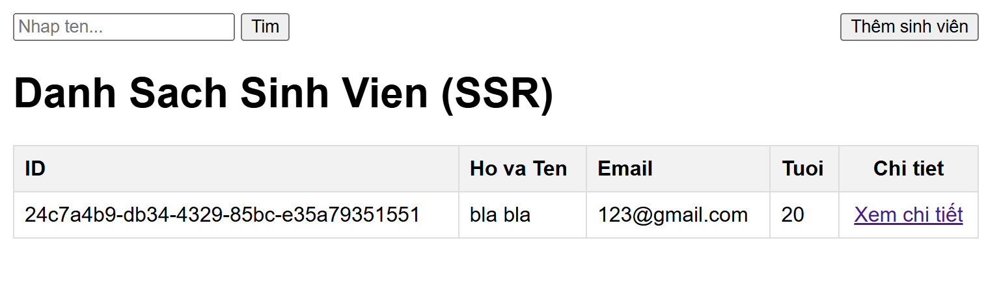 Nhap ten... Tim Thêm sinh viên
Danh Sach Sinh Vien (SSR)
ID Ho va Ten Email Tuoi Chi tiet
24c7a4b9-db34-4329-85bc-e35a79351551 bla bla 123@gmail.com 20 Xem chi tiết